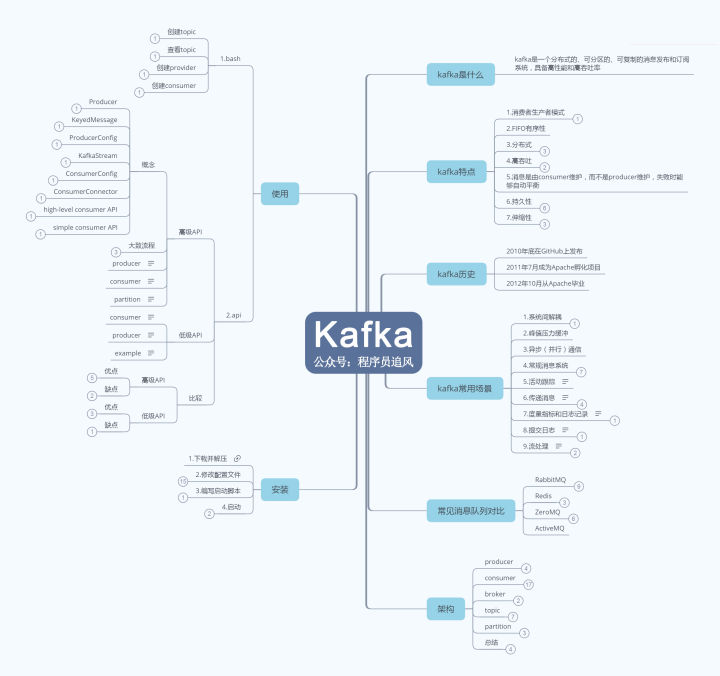 Kafka
公众号：程序员追风
kafka是什么
kafka是一个分布式的，可分区的，可复制的消息发布和订阅
系统，具备高性能和高吞吐率
kafka特点
1.消费者生产者模式
1
2.FIFO有序性
3.分布式
3
4.高吞吐
2
5.消息是由consumer维护，而不是producer维护，失败时能
够自动平衡
6.持久性
6
7.伸缩性
3
kafka历史
2010年底在GitHub上发布
2011年7月成为Apache孵化项目
2012年10月从Apache毕业
kafka常用场景
1.系统间解耦
1
2.峰值压力缓冲
3.异步（并行）通信
4.常规消息系统
7
5.活动跟踪
6.传递消息
4
7.度量指标和日志记录
1
8.提交日志
1
9.流处理
2
常见消息队列对比
RabbitMQ
9
Redis
3
ZeroMQ
6
ActiveMQ
架构
producer
4
consumer
17
broker
2
topic
7
partition
3
总结
4
使用
1.bash
创建topic
1
查看topic
1
创建provider
1
创建consumer
1
2.api
高级API
概念
Producer
1
KeyedMessage
1
ProducerConfig
1
KafkaStream
1
ConsumerConfig
1
ConsumerConnector
1
high-level consumer API
1
simple consumer API
1
大致流程
3
producer
consumer
partition
低级API
consumer
producer
example
比较
高级API
优点
5
缺点
2
低级API
优点
3
缺点
1
安装
1.下载并解压
2.修改配置文件
15
3.编写启动脚本
1
4.启动
2